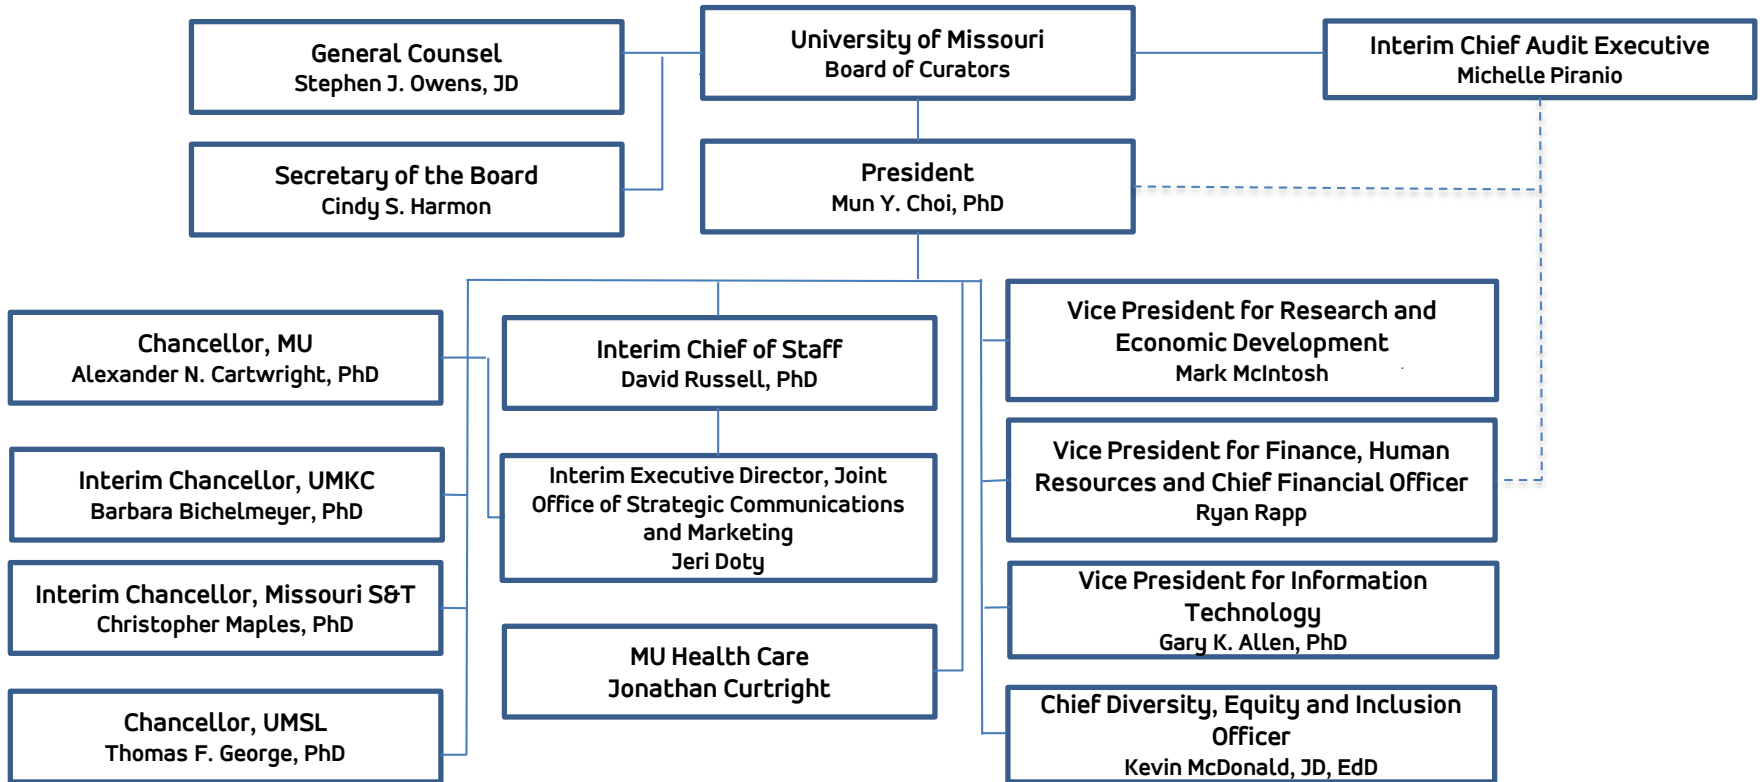 University of Missouri
Board of Curators
General Counsel
Stephen J. Owens, JD
Interim Chief Audit Executive
Michelle Piranio
Secretary of the Board
Cindy S. Harmon
President
Mun Y. Choi, PhD
Chancellor, MU
Alexander N. Cartwright, PhD
Interim Chancellor, UMKC
Barbara Bichelmeyer, PhD
Interim Chancellor, Missouri S&T
Christopher Maples, PhD
Chancellor, UMSL
Thomas F. George, PhD
Interim Chief of Staff
David Russell, PhD
Interim Executive Director, Joint
Office of Strategic Communications
and Marketing
Jeri Doty
MU Health Care
Jonathan Curtright
Vice President for Research and
Economic Development
Mark McIntosh
Vice President for Finance, Human
Resources and Chief Financial Officer
Ryan Rapp
Vice President for Information
Technology
Gary K. Allen, PhD
Chief Diversity, Equity and Inclusion
Officer
Kevin McDonald, JD, EdD